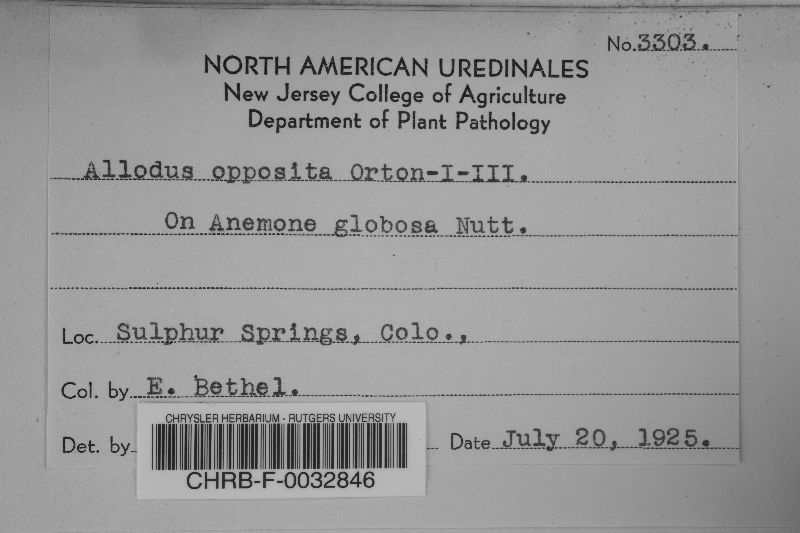 No.3303.
NORTH AMERICAN UREDINALES
New Jersey College of Agriculture
Department of Plant Pathology
Allodus opposita Orton-I-III.
On Anemone globosa Nutt.
Loc. Sulphur Springs, Colo.,
Col. by E. Bethel.
Det. by Date July 20, 1925.
CHRYSLER HERBARIUM - RUTGERS UNIVERSITY
CHRB-F-0032846